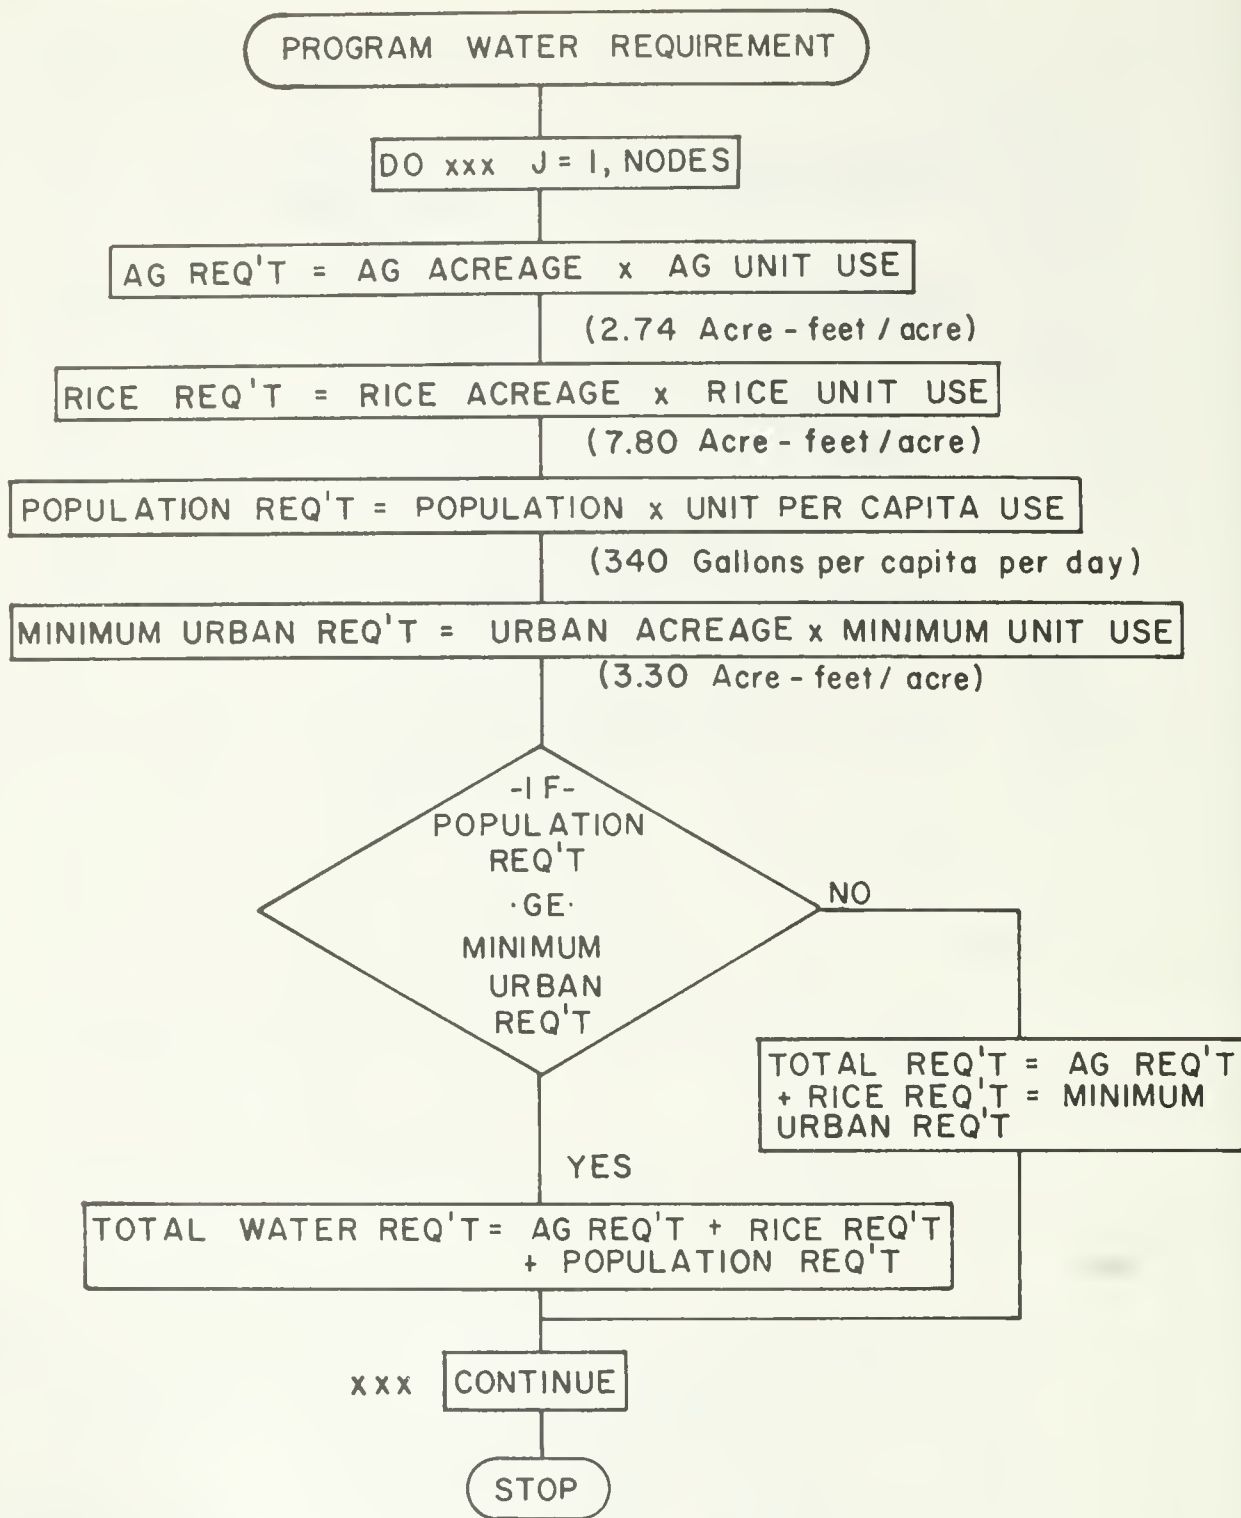 PROGRAM WATER REQUIREMENT
DO xxx J = 1, NODES
AG REQ'T = AG ACREAGE x AG UNIT USE
(2.74 Acre-feet/acre)
RICE REQ'T = RICE ACREAGE x RICE UNIT USE
(7.80 Acre-feet/acre)
POPULATION REQ'T = POPULATION x UNIT PER CAPITA USE
(340 Gallons per capita per day)
MINIMUM URBAN REQ'T = URBAN ACREAGE x MINIMUM UNIT USE
(3.30 Acre-feet/acre)
-IF-
POPULATION
REQ'T
·GE·
MINIMUM
URBAN
REQ'T
NO
TOTAL REQ'T = AG REQ'T
+ RICE REQ'T = MINIMUM
URBAN REQ'T
YES
TOTAL WATER REQ'T = AG REQ'T + RICE REQ'T
+ POPULATION REQ'T
xxx CONTINUE
STOP